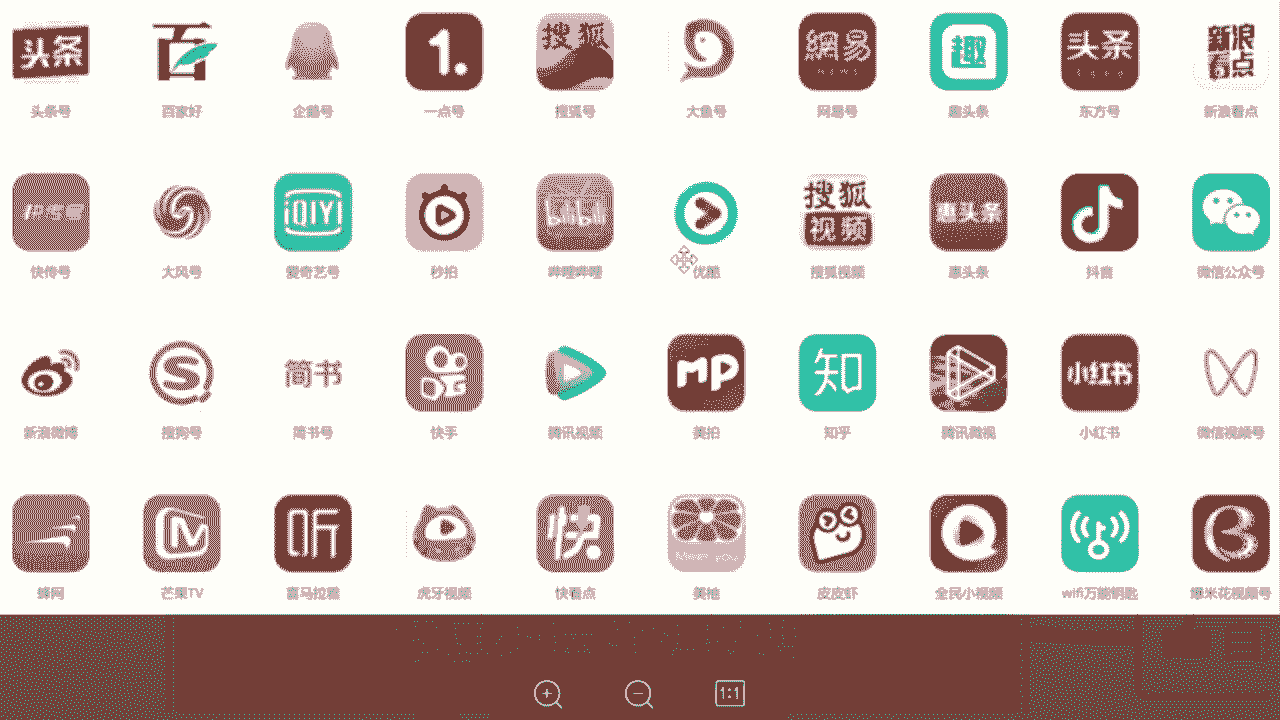 头条 百 1. 搜狐 網易 趣 头条 新浪看点
NEWS
头条号 百家好 企鹅号 一点号 搜狐号 大鱼号 网易号 趣头条 东方号 新浪看点
QIY bilibili 搜狐视频 惠头条
快传号 大风号 爱奇艺号 秒拍 哔哩哔哩 优酷 搜狐视频 惠头条 抖音 微信公众号
S 简书 MP 知 小红书
新浪微博 搜狗号 简书号 快手 腾讯视频 美拍 知乎 腾讯微视 小红书 微信视频号
听 快 Meet you
蜂网 芒果TV 喜马拉雅 虎牙视频 快看点 美柚 皮皮虾 全民小视频 wifi万能钥匙 爆米花视频号
1:1